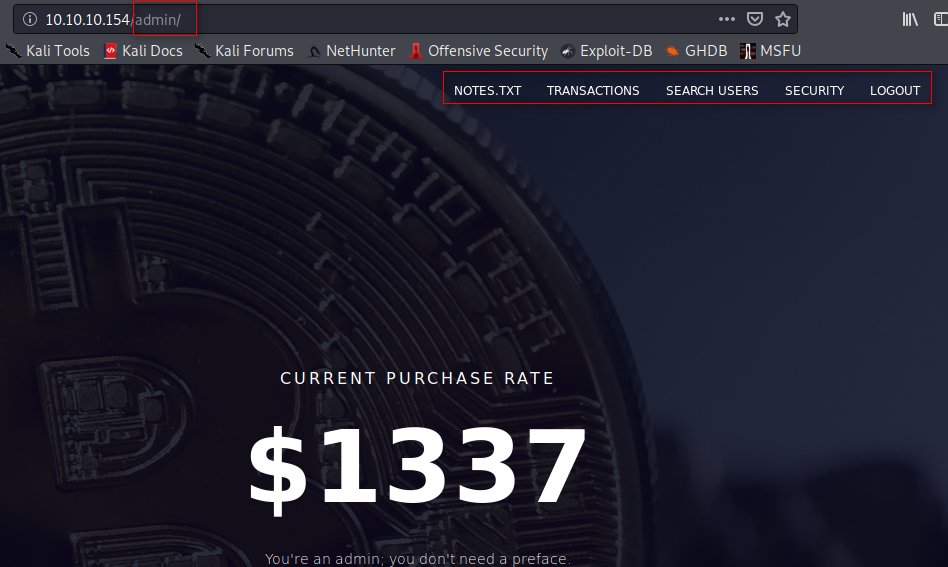 10.10.10.154/admin/
Kali Tools Kali Docs Kali Forums NetHunter Offensive Security Exploit-DB GHDB MSFU
NOTES.TXT TRANSACTIONS SEARCH USERS SECURITY LOGOUT
CURRENT PURCHASE RATE
$1337
You're an admin; you don't need a preface.